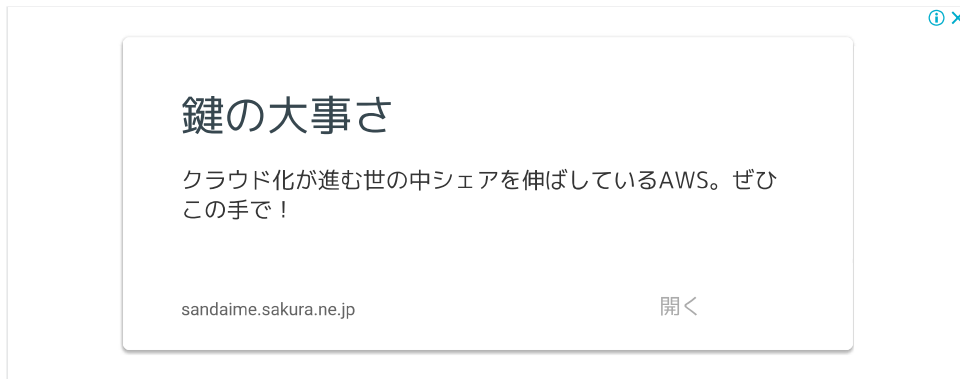 鍵の大事さ
クラウド化が進む世の中シェアを伸ばしているAWS。ぜひ
この手で！
sandaime.sakura.ne.jp
開く